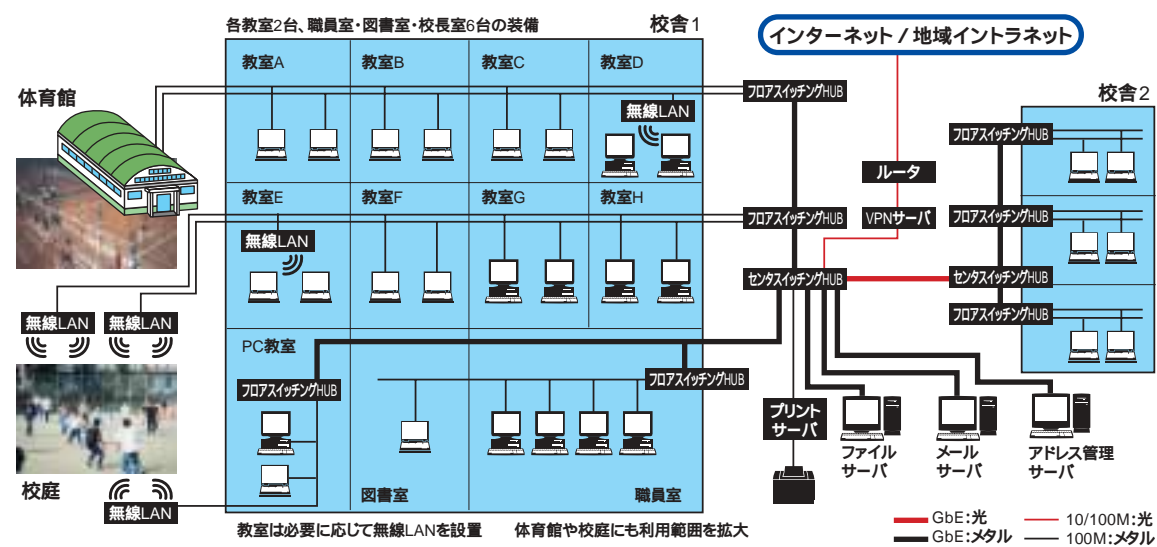 各教室2台、職員室・図書室・校長室6台の装備
校舎1
インターネット / 地域イントラネット
体育館
教室A
教室B
教室C
教室D
無線LAN
フロアスイッチングHUB
校舎2
フロアスイッチングHUB
ルータ
教室E
教室F
教室G
教室H
無線LAN
フロアスイッチングHUB
VPNサーバ
フロアスイッチングHUB
センタスイッチングHUB
センタスイッチングHUB
フロアスイッチングHUB
無線LAN
無線LAN
PC教室
フロアスイッチングHUB
フロアスイッチングHUB
プリント
サーバ
ファイル
サーバ
メール
サーバ
アドレス管理
サーバ
校庭
無線LAN
図書室
職員室
教室は必要に応じて無線LANを設置
体育館や校庭にも利用範囲を拡大
GbE:光
10/100M:光
GbE:メタル
100M:メタル